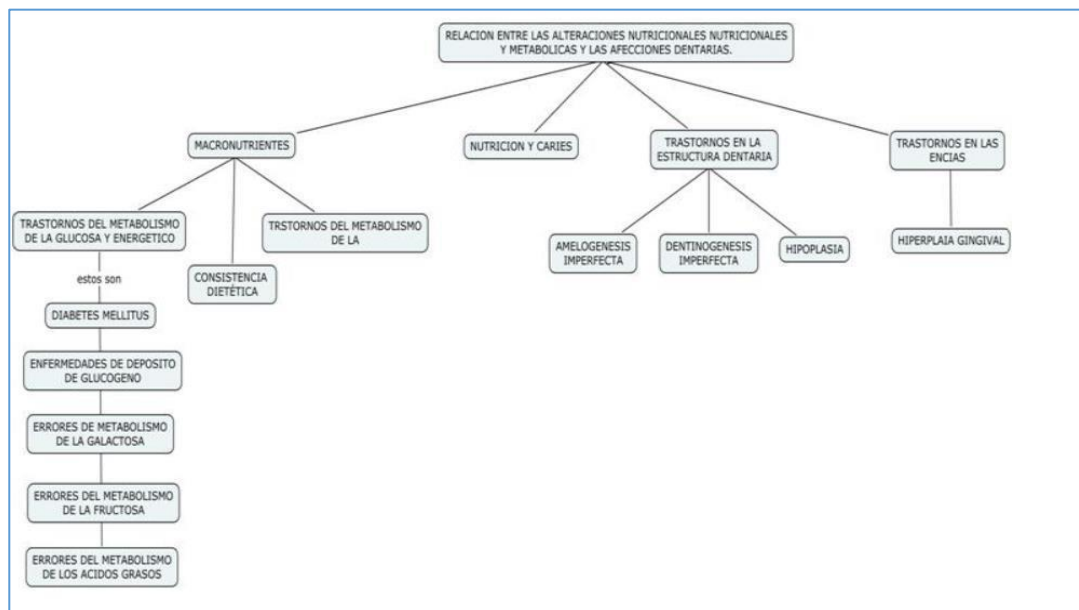 RELACION ENTRE LAS ALTERACIONES NUTRICIONALES NUTRICIONALES
Y METABOLICAS Y LAS AFECCIONES DENTARIAS.
MACRONUTRIENTES
NUTRICION Y CARIES
TRASTORNOS EN LA
ESTRUCTURA DENTARIA
TRASTORNOS EN LAS
ENCIAS
TRASTORNOS DEL METABOLISMO
DE LA GLUCOSA Y ENERGETICO
TRSTORNOS DEL METABOLISMO
DE LA
CONSISTENCIA
DIETÉTICA
AMELOGENESIS
IMPERFECTA
DENTINOGENESIS
IMPERFECTA
HIPOPLASIA
HIPERPLAIA GINGIVAL
estos son
DIABETES MELLITUS
ENFERMEDADES DE DEPOSITO
DE GLUCOGENO
ERRORES DE METABOLISMO
DE LA GALACTOSA
ERRORES DEL METABOLISMO
DE LA FRUCTOSA
ERRORES DEL METABOLISMO
DE LOS ACIDOS GRASOS